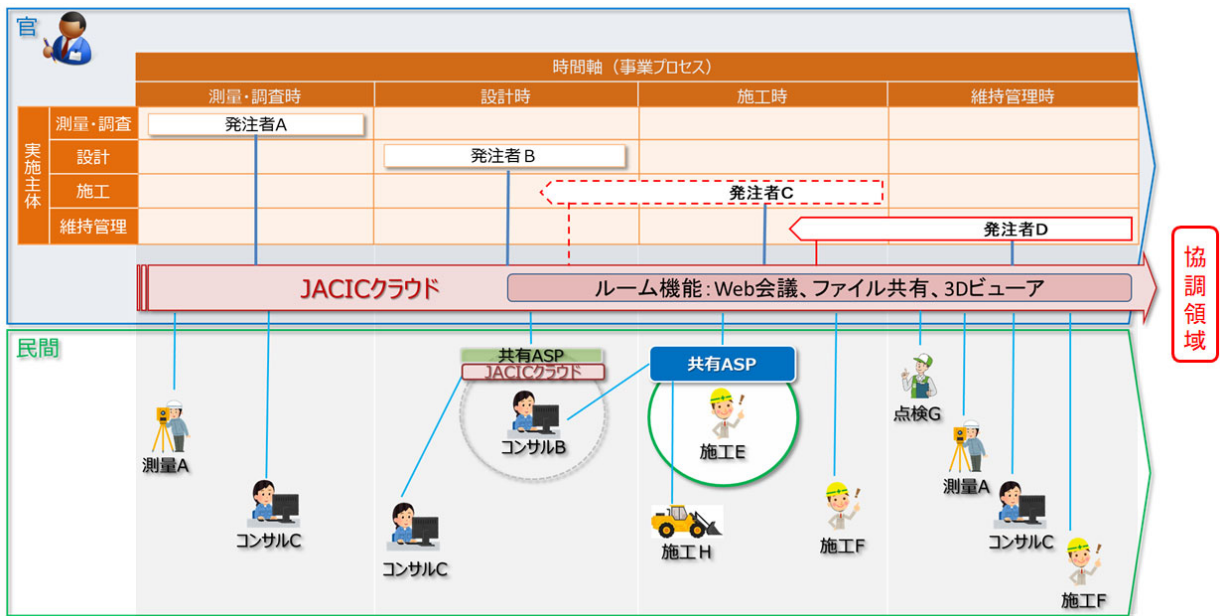 官
時間軸（事業プロセス）
測量・調査時
設計時
施工時
維持管理時
実施主体
測量・調査
発注者A
設計
発注者B
施工
発注者C
維持管理
発注者D
JACICクラウド
ルーム機能：Web会議、ファイル共有、3Dビューア
協調領域
民間
共有ASP
JACICクラウド
共有ASP
コンサルB
施工E
点検G
測量A
測量A
コンサルC
コンサルC
施工H
施工F
コンサルC
施工F